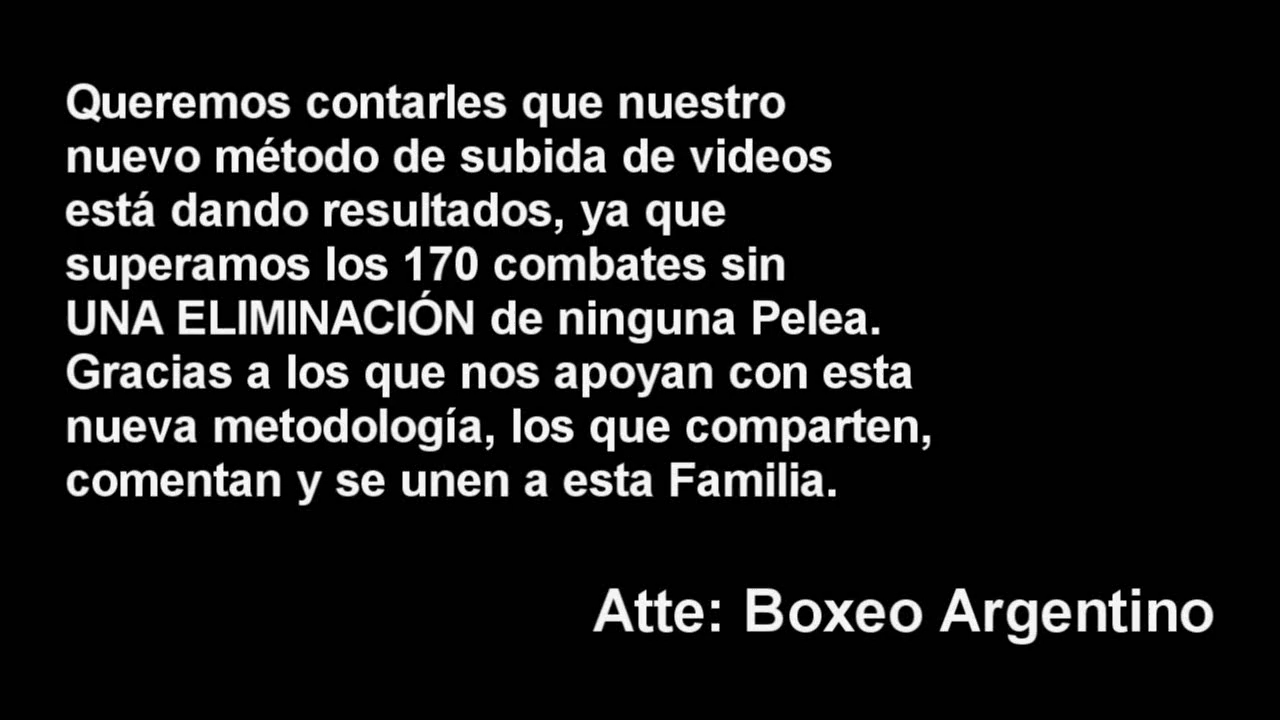 Queremos contarles que nuestro
nuevo método de subida de videos
está dando resultados, ya que
superamos los 170 combates sin
UNA ELIMINACIÓN de ninguna Pelea.
Gracias a los que nos apoyan con esta
nueva metodología, los que comparten,
comentan y se unen a esta Familia.
Atte: Boxeo Argentino